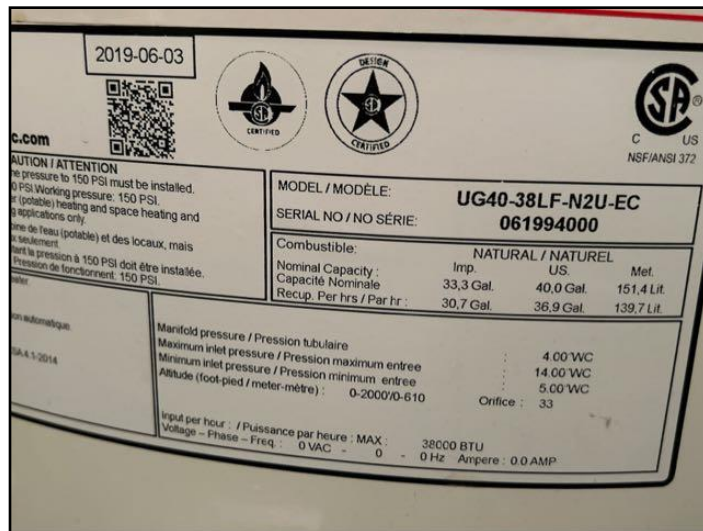 2019-06-03
CERTIFIED
DESIGN
CERTIFIED
SA
®
C US
NSF/ANSI 372
c.com
AUTION / ATTENTION
pressure to 150 PSI must be installed.
PSI.Working pressure: 150 PSI.
(potable) heating and space heating and
applications only.
de l'eau (potable) et des locaux, mais
seulement.
la pression à 150 PSI doit être installée.
Pression de fonctionnent: 150 PSI.
automatique
4.1-2014
MODEL / MODÈLE: UG40-38LF-N2U-EC
SERIAL NO / NO SÉRIE: 061994000
Combustible: NATURAL / NATUREL
Nominal Capacity : Imp. US. Met.
Capacité Nominale 33,3 Gal. 40,0 Gal. 151,4 Lit.
Recup. Per hrs / Par hr : 30,7 Gal. 36,9 Gal. 139,7 Lit.
Manifold pressure / Pression tubulaire : 4.00"WC
Maximum inlet pressure / Pression maximum entree : 14.00"WC
Minimum inlet pressure / Pression minimum entree : 5.00"WC
Altitude (foot-pied / meter-mètre) : 0-2000'/0-610 Orifice : 33
Input per hour : / Puissance par heure : MAX : 38000 BTU
Voltage – Phase – Freq. : 0 VAC - 0 - 0 Hz Ampere : 0.0 AMP